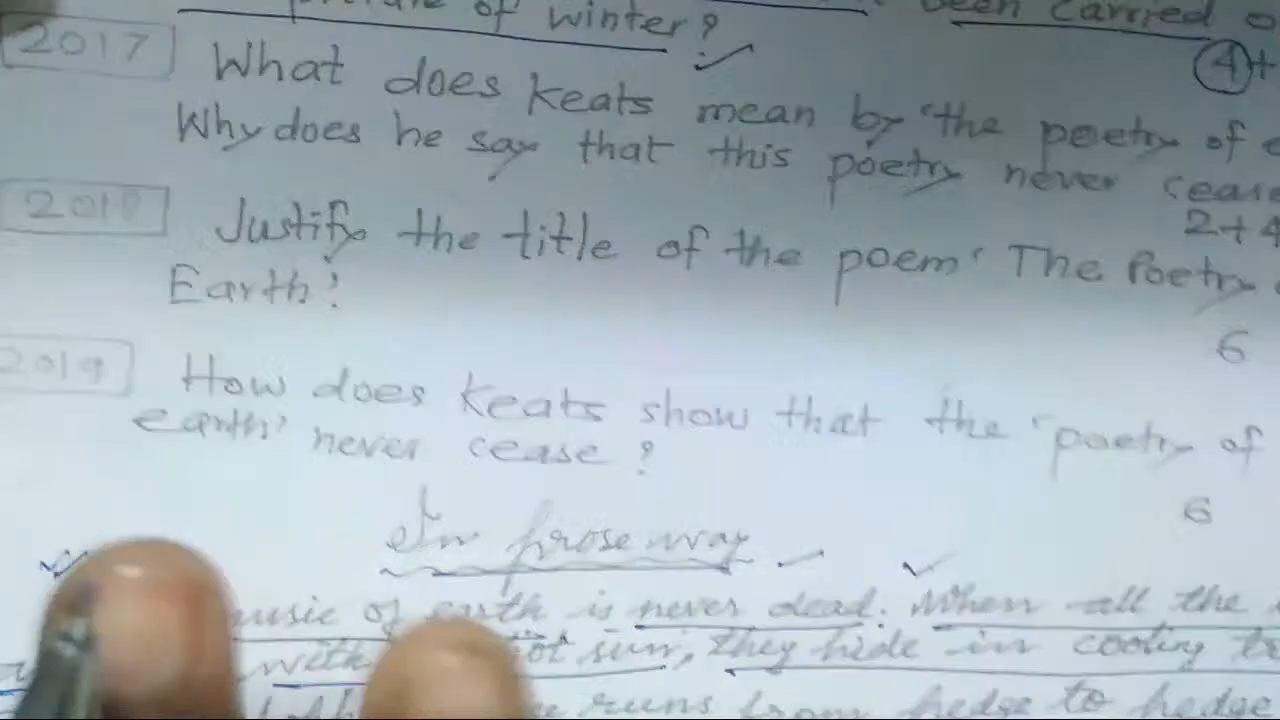 of winter? been carried
2017 What does Keats mean by 'the poetry of
4+
Why does he say that this poetry never
2+4
2018 Justify the title of the poem 'The Poetry
Earth'.
6
2019 How does Keats show that the 'poetry of
earth' never cease?
6
In prose way
music of earth is never dead. When all the
with hot sun, they hide in cooling
runs from hedge to hedge